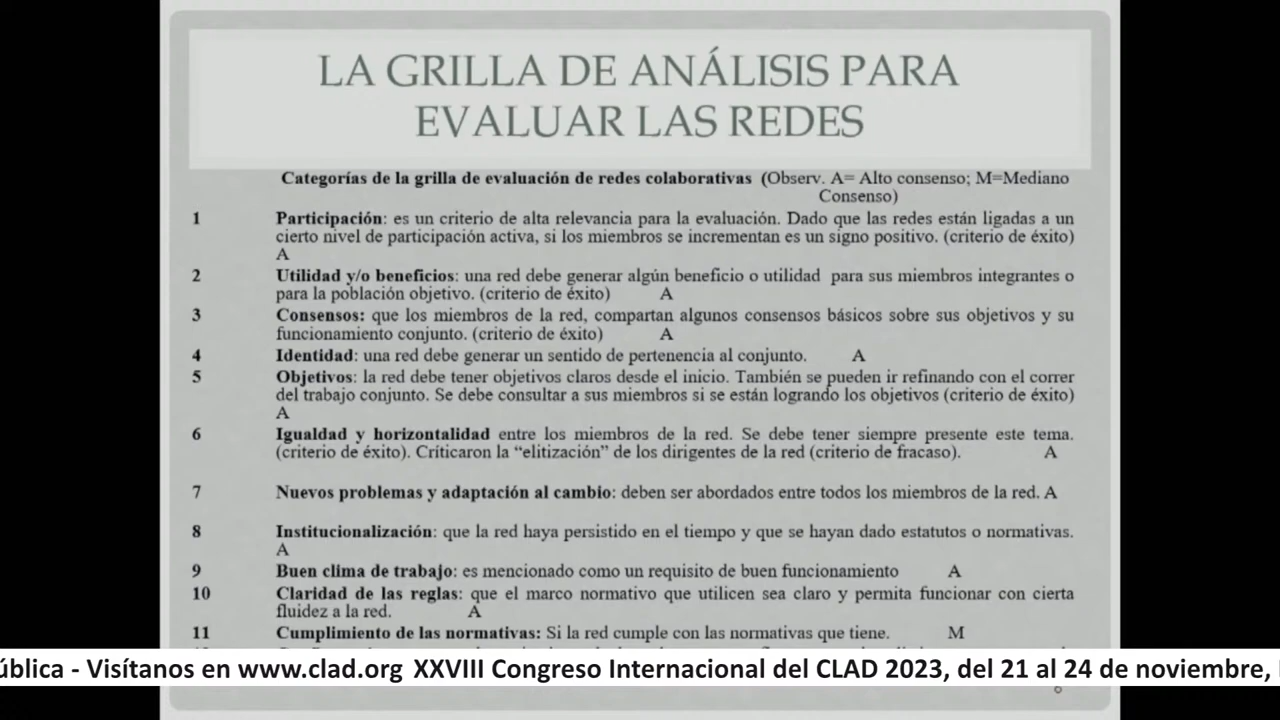 LA GRILLA DE ANÁLISIS PARA
EVALUAR LAS REDES
Categorías de la grilla de evaluación de redes colaborativas (Observ. A= Alto consenso; M=Mediano
Consenso)
1 Participación: es un criterio de alta relevancia para la evaluación. Dado que las redes están ligadas a un
cierto nivel de participación activa, si los miembros se incrementan es un signo positivo. (criterio de éxito)
A
2 Utilidad y/o beneficios: una red debe generar algún beneficio o utilidad para sus miembros integrantes o
para la población objetivo. (criterio de éxito) A
3 Consensos: que los miembros de la red, compartan algunos consensos básicos sobre sus objetivos y su
funcionamiento conjunto. (criterio de éxito) A
4 Identidad: una red debe generar un sentido de pertenencia al conjunto. A
5 Objetivos: la red debe tener objetivos claros desde el inicio. También se pueden ir refinando con el correr
del trabajo conjunto. Se debe consultar a sus miembros si se están logrando los objetivos (criterio de éxito)
A
6 Igualdad y horizontalidad entre los miembros de la red. Se debe tener siempre presente este tema.
(criterio de éxito). Críticaron la “elitización” de los dirigentes de la red (criterio de fracaso). A
7 Nuevos problemas y adaptación al cambio: deben ser abordados entre todos los miembros de la red. A
8 Institucionalización: que la red haya persistido en el tiempo y que se hayan dado estatutos o normativas.
A
9 Buen clima de trabajo: es mencionado como un requisito de buen funcionamiento A
10 Claridad de las reglas: que el marco normativo que utilicen sea claro y permita funcionar con cierta
fluidez a la red. A
11 Cumplimiento de las normativas: Si la red cumple con las normativas que tiene. M
ública - Visítanos en www.clad.org XXVIII Congreso Internacional del CLAD 2023, del 21 al 24 de noviembre,